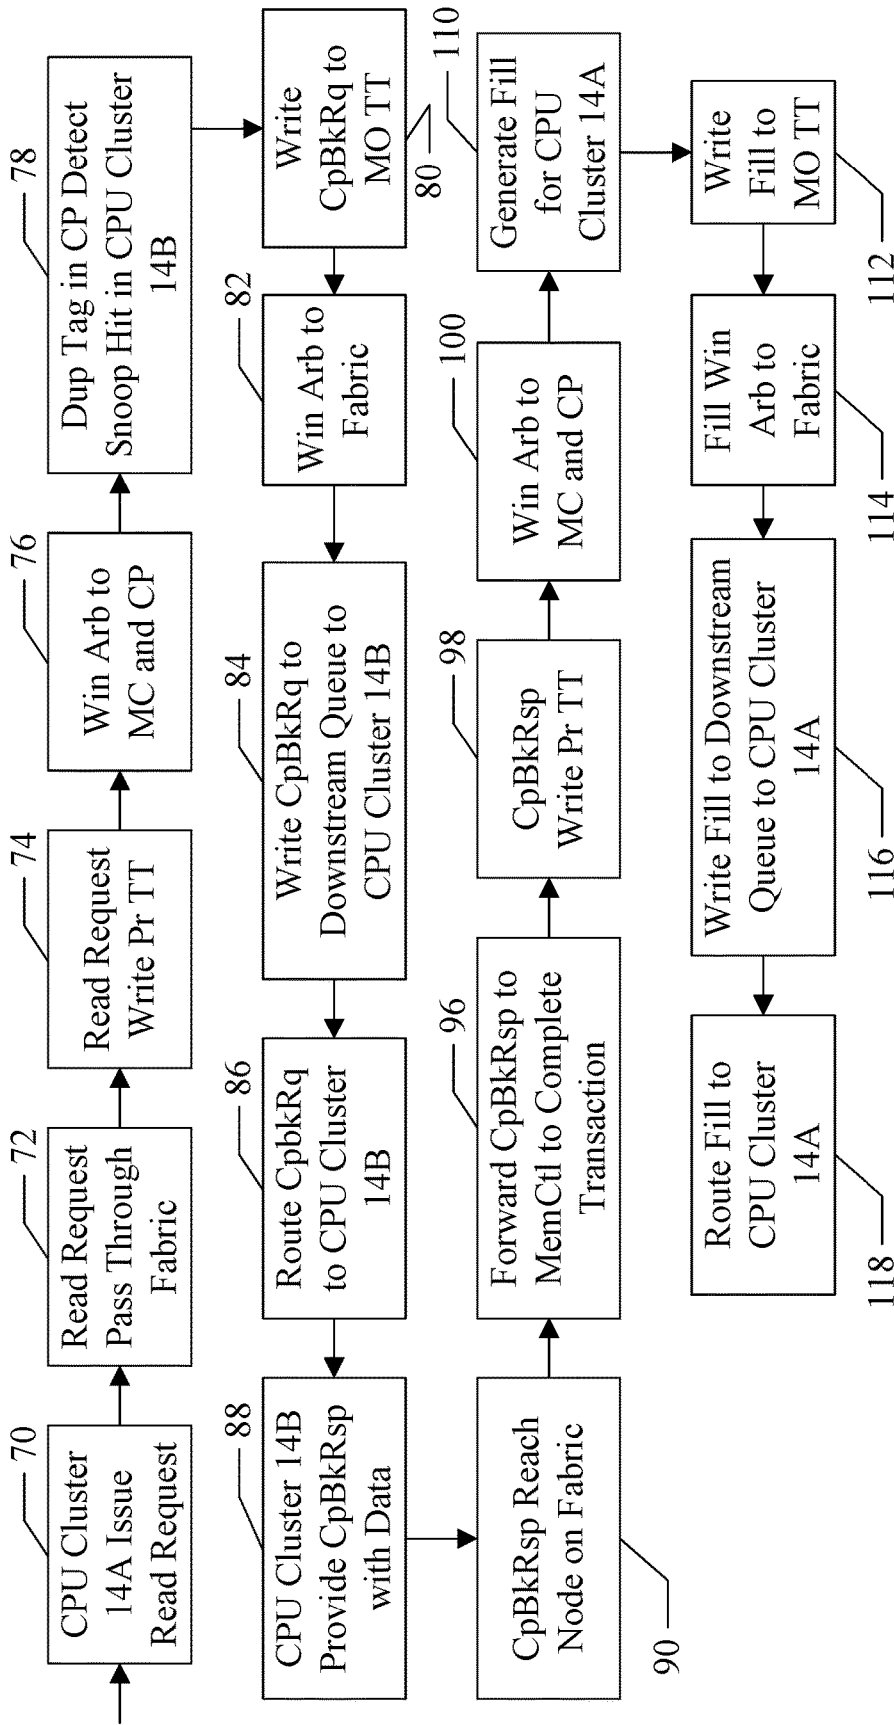 70
CPU Cluster
14A Issue
Read Request
72
Read Request
Pass Through
Fabric
74
Read Request
Write Pr TT
76
Win Arb to
MC and CP
78
Dup Tag in CP Detect
Snoop Hit in CPU Cluster
14B
Write
CpBkRq to
MO TT
80
82
Win Arb to
Fabric
84
Write CpBkRq to
Downstream Queue to
CPU Cluster 14B
86
Route CpbkRq
to CPU Cluster
14B
88
CPU Cluster 14B
Provide CpBkRsp
with Data
CpBkRsp Reach
Node on Fabric
90
96
Forward CpBkRsp to
MemCtl to Complete
Transaction
98
CpBkRsp
Write Pr TT
100
Win Arb to
MC and CP
110
Generate Fill
for CPU
Cluster 14A
Write
Fill to
MO TT
112
Fill Win
Arb to
Fabric
114
Write Fill to Downstream
Queue to CPU Cluster
14A
116
Route Fill to
CPU Cluster
14A
118